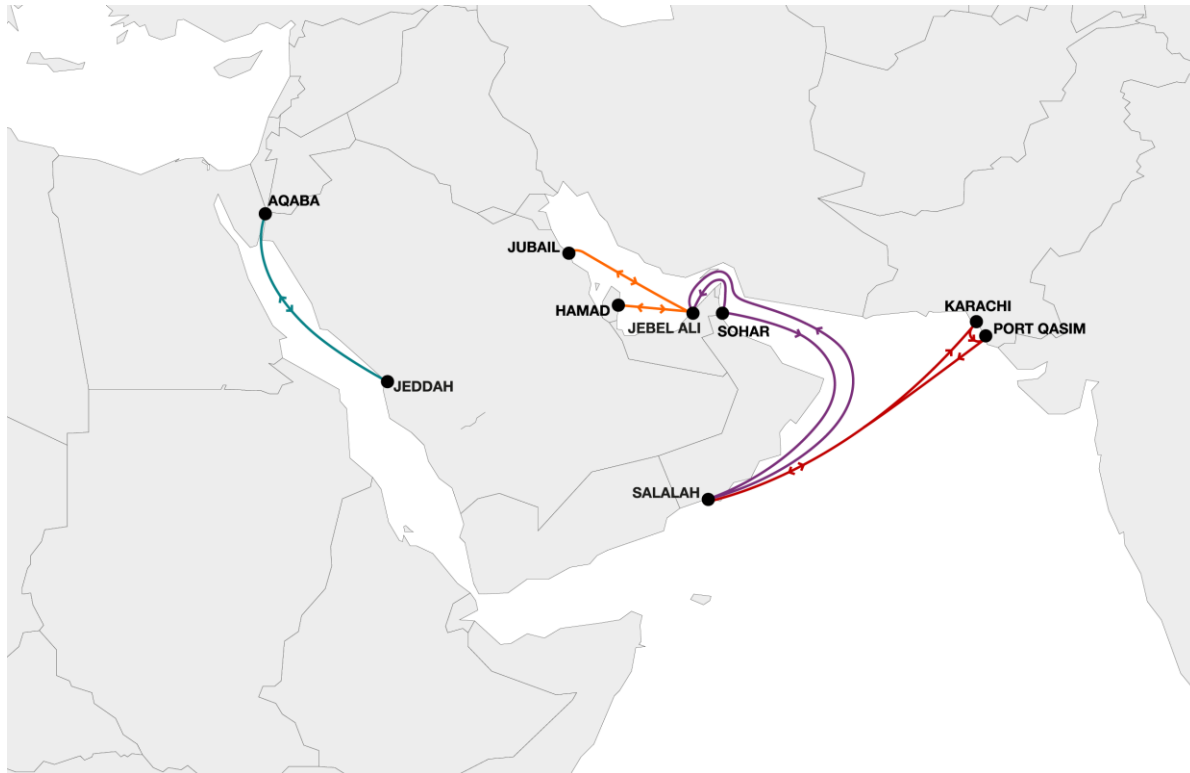 AQABA
JUBAIL
HAMAD
JEBEL ALI
SOHAR
KARACHI
PORT QASIM
JEDDAH
SALALAH